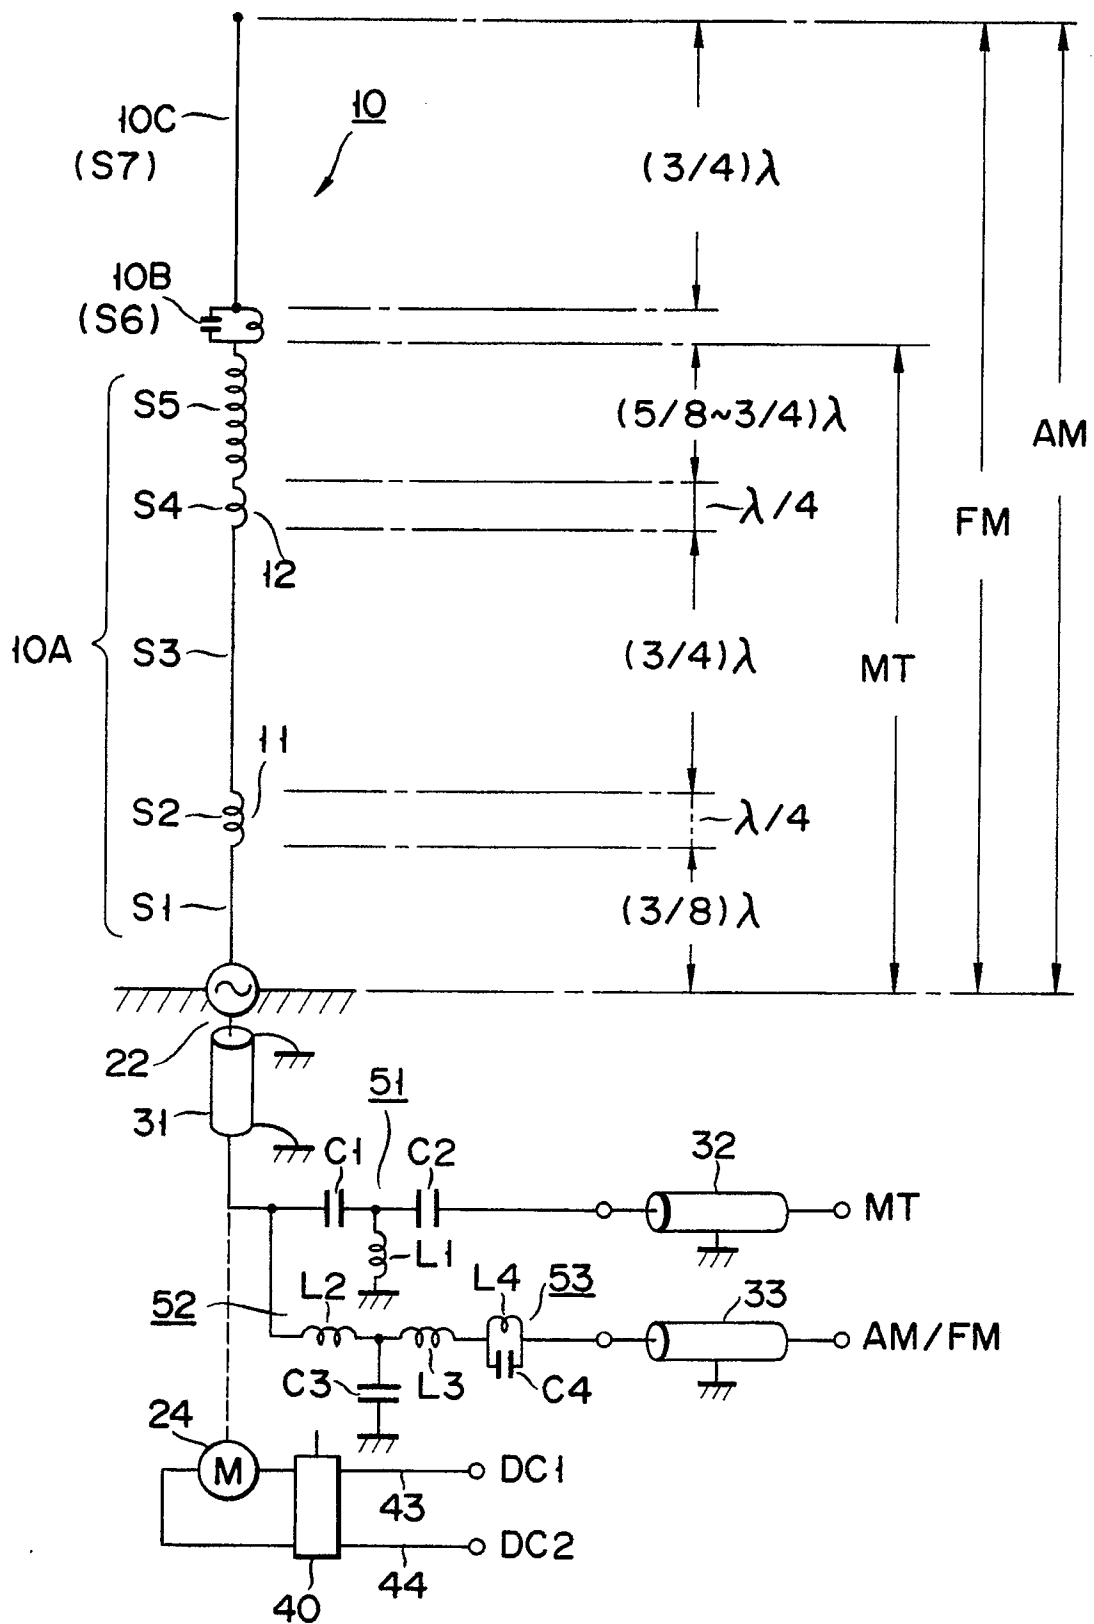 10C
(S7)
10
(3/4)λ
10B
(S6)
S5
(5/8~3/4)λ
AM
S4
λ/4
FM
12
10A
S3
(3/4)λ
MT
11
S2
λ/4
S1
(3/8)λ
22
31
51
C1
C2
32
MT
L1
L2
L4
53
33
52
AM/FM
C3
L3
C4
24
M
DC1
43
DC2
44
40